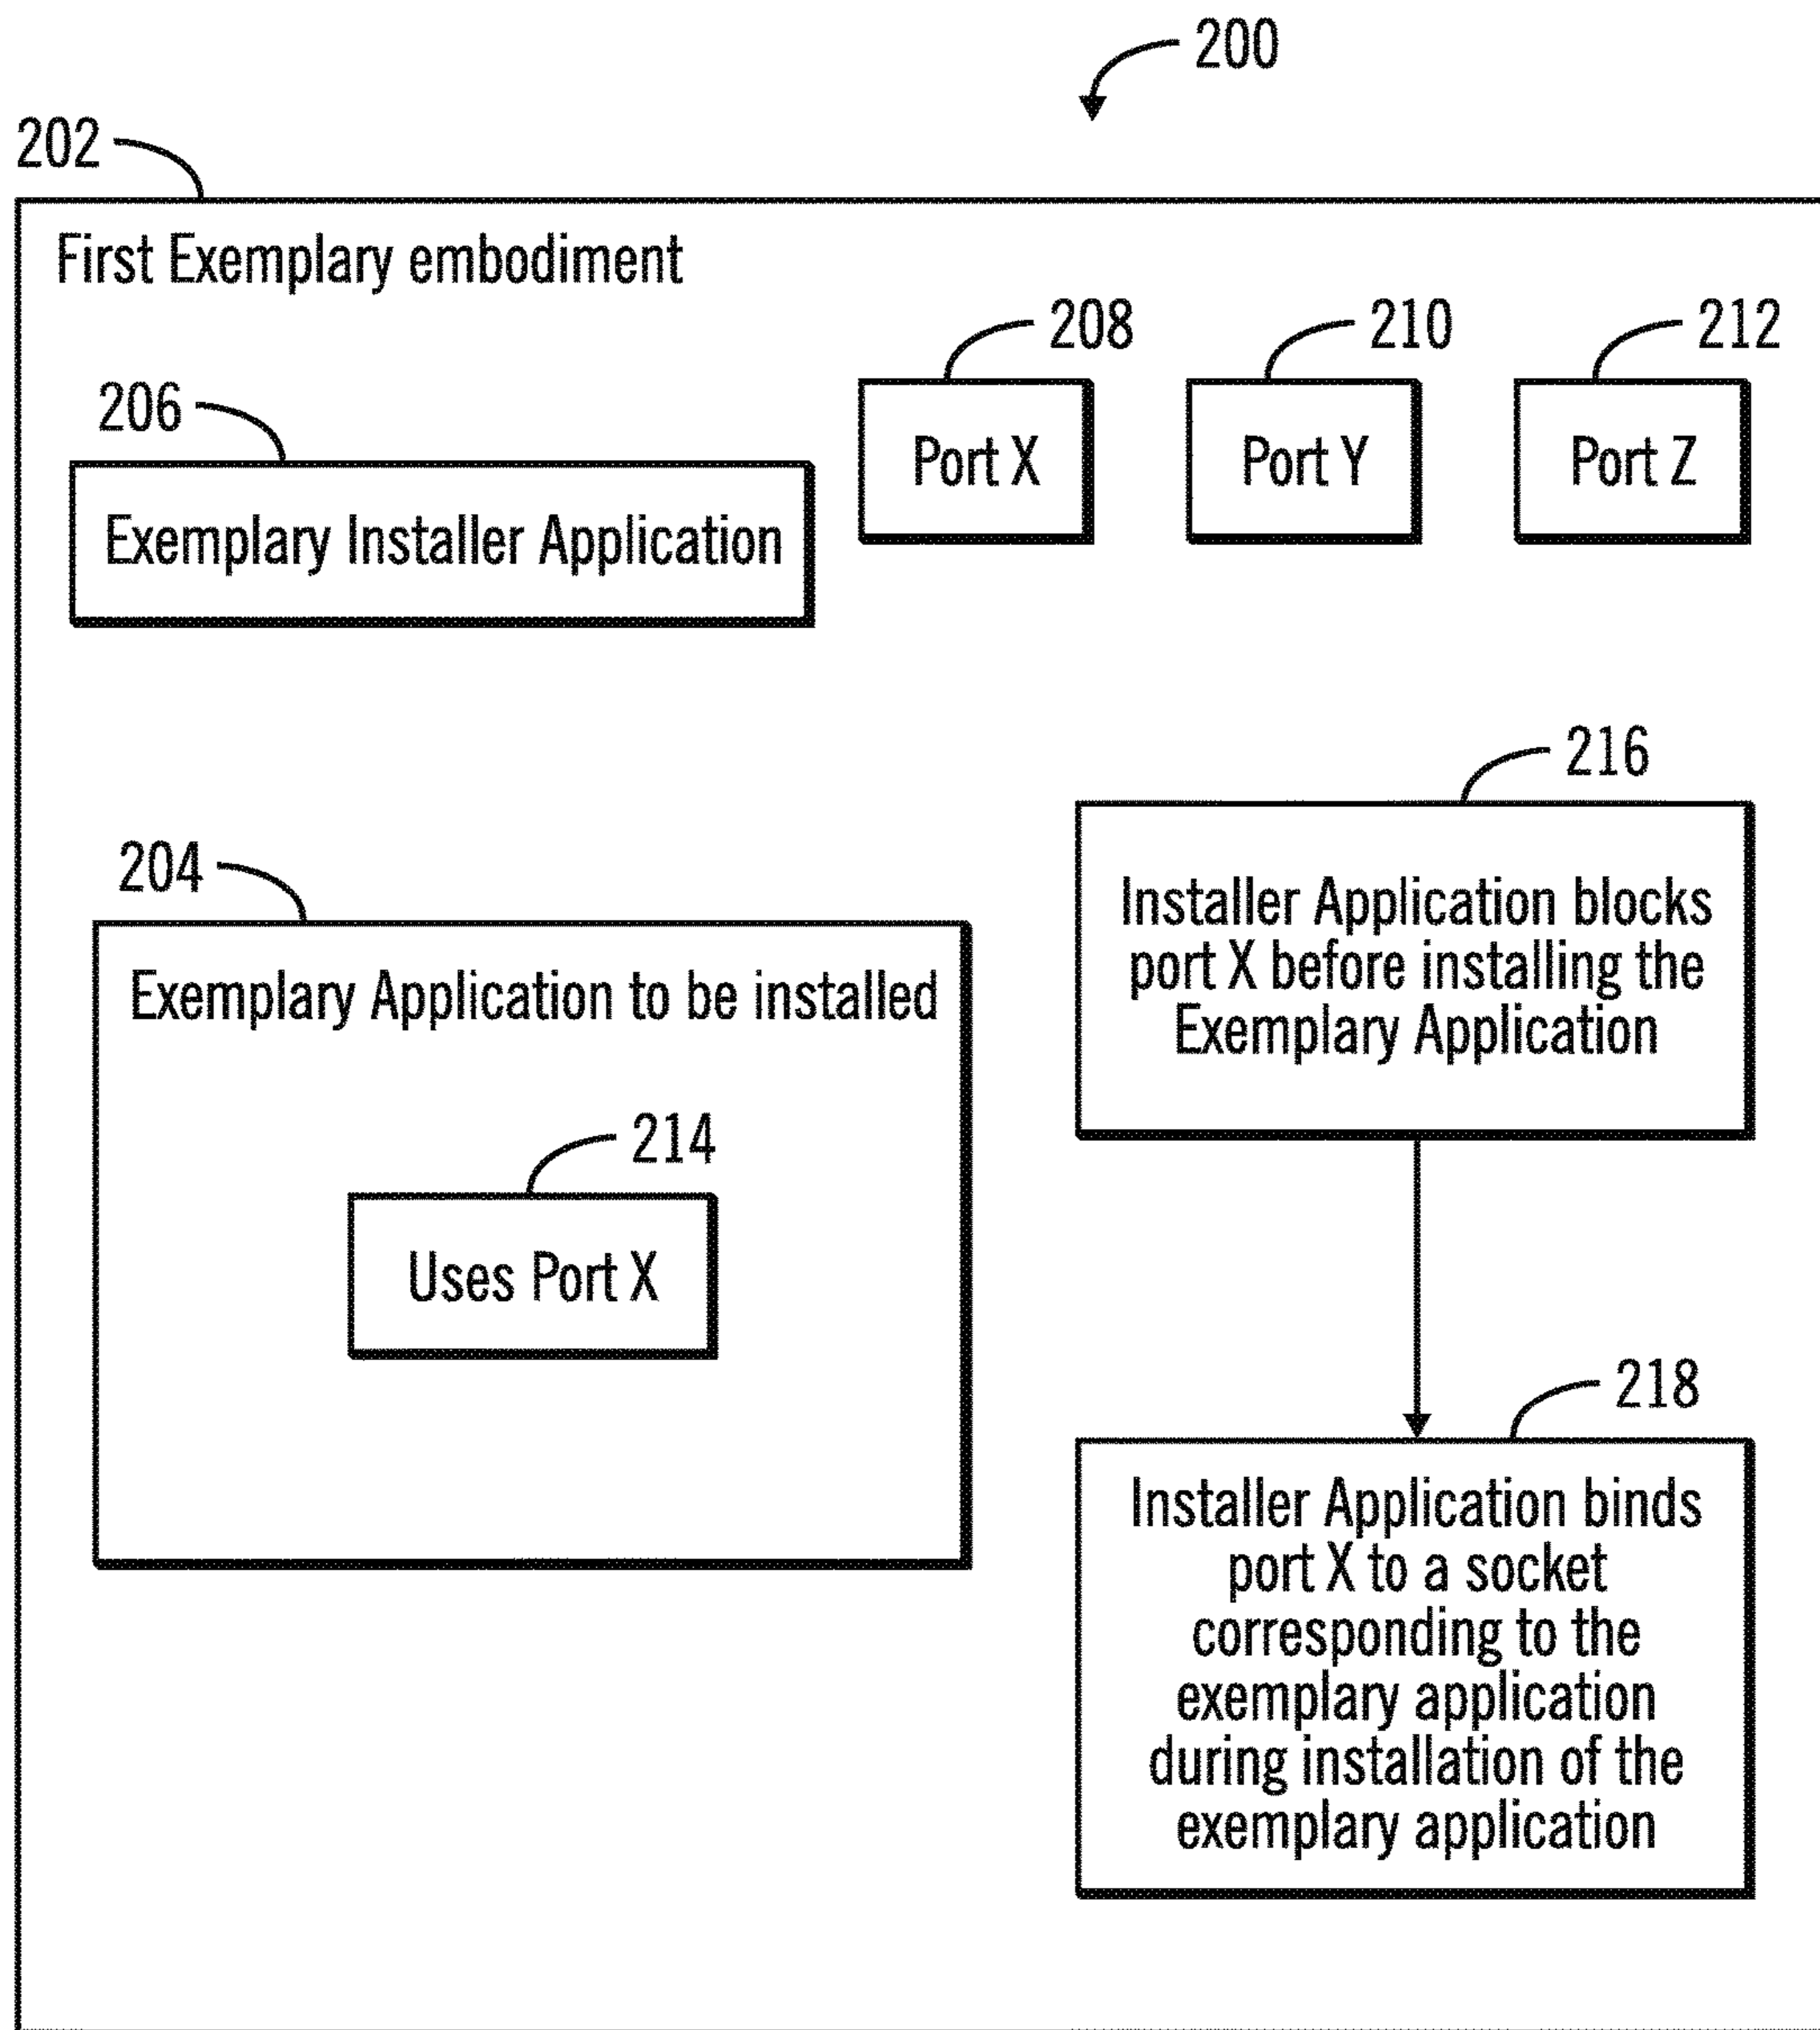 200
202
First Exemplary embodiment
208
210
212
206
Port X
Port Y
Port Z
Exemplary Installer Application
216
204
Installer Application blocks
port X before installing the
Exemplary Application
Exemplary Application to be installed
214
Uses Port X
218
Installer Application binds
port X to a socket
corresponding to the
exemplary application
during installation of the
exemplary application